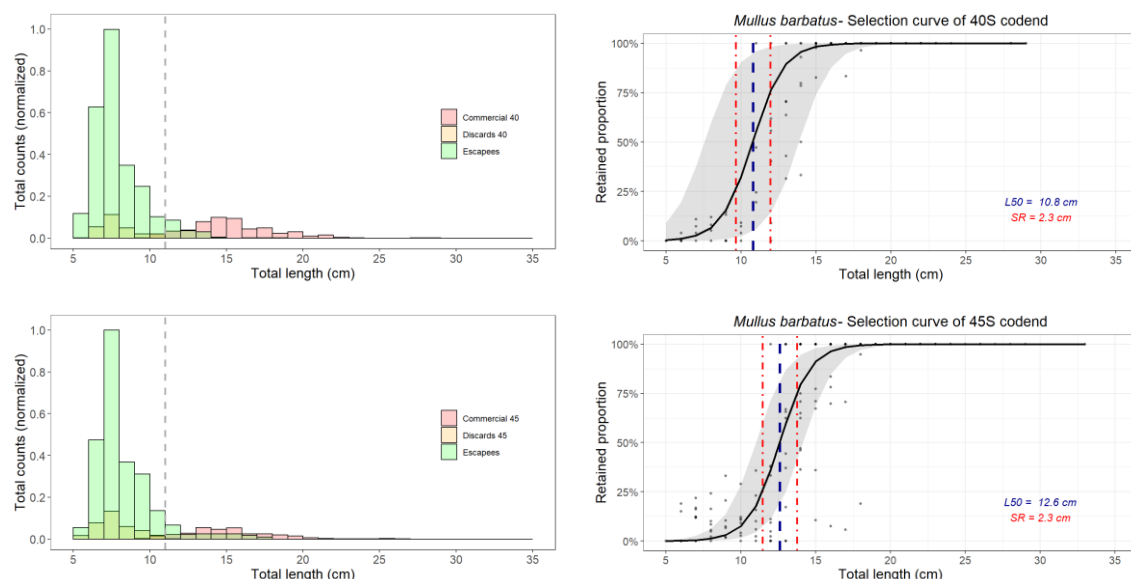 Total counts (normalized)
1.0
0.8
0.6
0.4
0.2
0.0
Commercial 40
Discards 40
Escapees
5 10 15 20 25 30 35
Total length (cm)
Mullus barbatus- Selection curve of 40S codend
Retained proportion
100%
75%
50%
25%
0%
L50 = 10.8 cm
SR = 2.3 cm
5 10 15 20 25 30 35
Total length (cm)
Total counts (normalized)
1.0
0.8
0.6
0.4
0.2
0.0
Commercial 45
Discards 45
Escapees
5 10 15 20 25 30 35
Total length (cm)
Mullus barbatus- Selection curve of 45S codend
Retained proportion
100%
75%
50%
25%
0%
L50 = 12.6 cm
SR = 2.3 cm
5 10 15 20 25 30 35
Total length (cm)